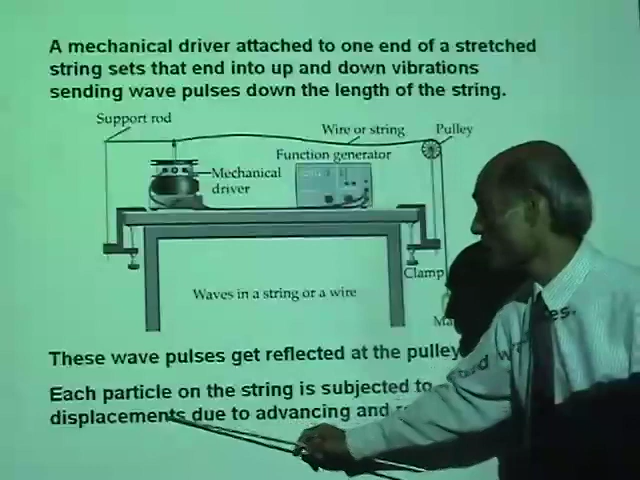 A mechanical driver attached to one end of a stretched
string sets that end into up and down vibrations
sending wave pulses down the length of the string.
Support rod
Wire or string
Pulley
Function generator
Mechanical
driver
Clamp
Waves in a string or a wire
These wave pulses get reflected at the pulley
Each particle on the string is subjected to
displacements due to advancing and